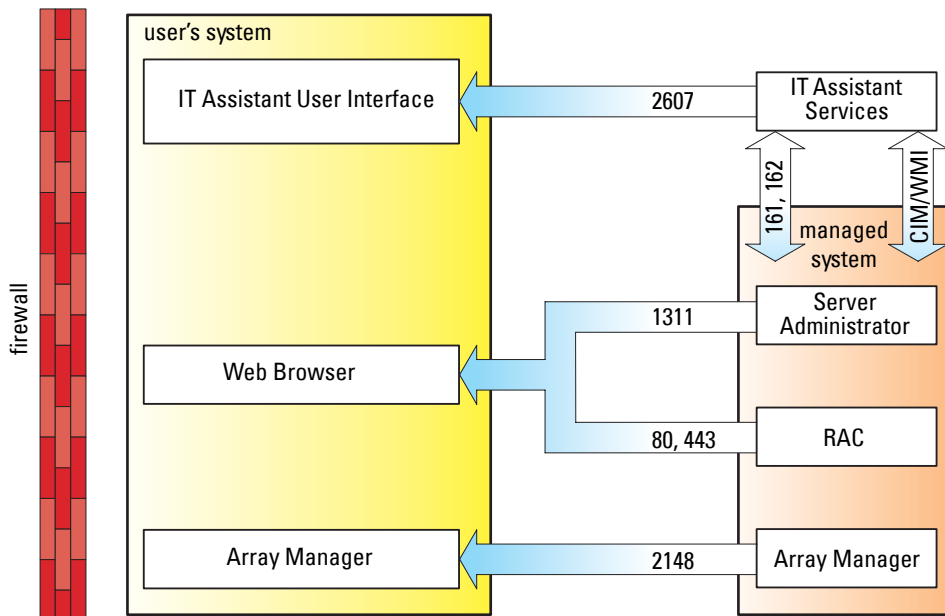 firewall
user's system
IT Assistant User Interface
2607
IT Assistant
Services
161, 162
CIM/WMI
managed
system
1311
Server
Administrator
Web Browser
80, 443
RAC
Array Manager
2148
Array Manager